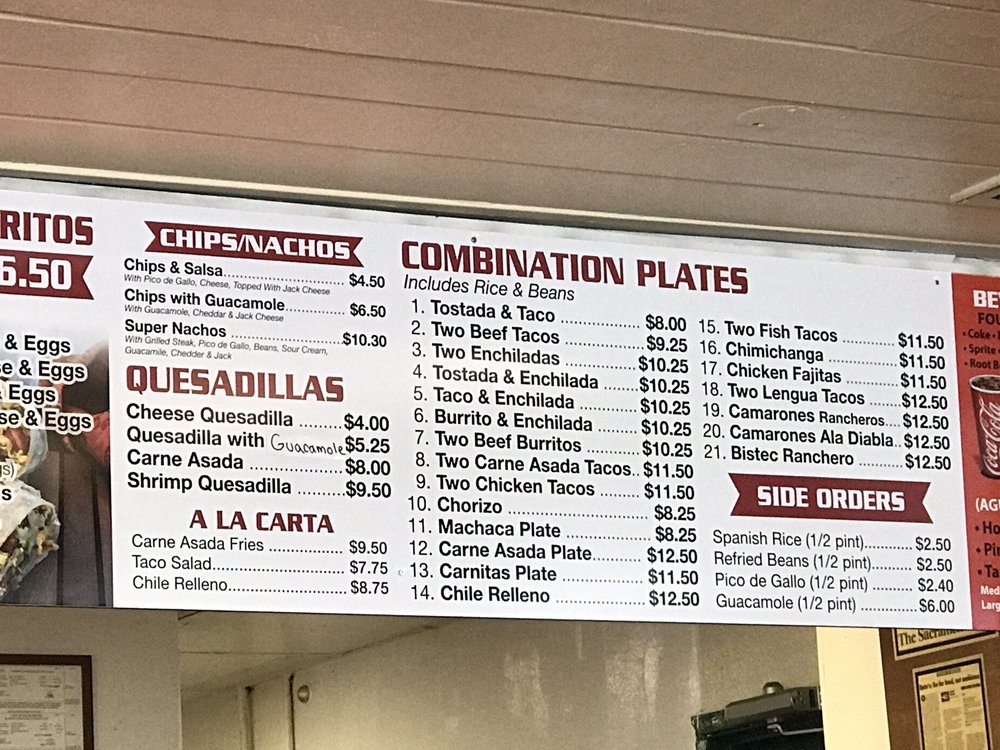 RITOS
6.50
& Eggs
e & Eggs
Eggs
se & Eggs
CHIPS/NACHOS
Chips & Salsa............................ $4.50
With Pico de Gallo, Cheese, Topped With Jack Cheese
Chips with Guacamole............. $6.50
With Guacamole, Cheddar & Jack Cheese
Super Nachos ......................... $10.30
With Grilled Steak, Pico de Gallo, Beans, Sour Cream,
Guacamile, Chedder & Jack
QUESADILLAS
Cheese Quesadilla .......$4.00
Quesadilla with Guacamole $5.25
Carne Asada ...............$8.00
Shrimp Quesadilla .........$9.50
A LA CARTA
Carne Asada Fries ................ $9.50
Taco Salad............................ $7.75
Chile Relleno......................... $8.75
COMBINATION PLATES
Includes Rice & Beans
1. Tostada & Taco ................. $8.00
2. Two Beef Tacos ................ $9.25
3. Two Enchiladas ............... $10.25
4. Tostada & Enchilada ....... $10.25
5. Taco & Enchilada ............ $10.25
6. Burrito & Enchilada ........ $10.25
7. Two Beef Burritos ........... $10.25
8. Two Carne Asada Tacos.. $11.50
9. Two Chicken Tacos ......... $11.50
10. Chorizo .......................... $8.25
11. Machaca Plate ............... $8.25
12. Carne Asada Plate......... $12.50
13. Carnitas Plate ............... $11.50
14. Chile Relleno ................ $12.50
15. Two Fish Tacos ........... $11.50
16. Chimichanga ............... $11.50
17. Chicken Fajitas ............ $11.50
18. Two Lengua Tacos ....... $12.50
19. Camarones Rancheros.... $12.50
20. Camarones Ala Diabla.. $12.50
21. Bistec Ranchero .......... $12.50
SIDE ORDERS
Spanish Rice (1/2 pint)........... $2.50
Refried Beans (1/2 pint)......... $2.50
Pico de Gallo (1/2 pint) ......... $2.40
Guacamole (1/2 pint) ............. $6.00
BE
FOU
• Coke •
• Sprite
• Root B
Coca-Cola
(AG
• Ho
• Pi
• Ta
Med
Larg
The Sacram